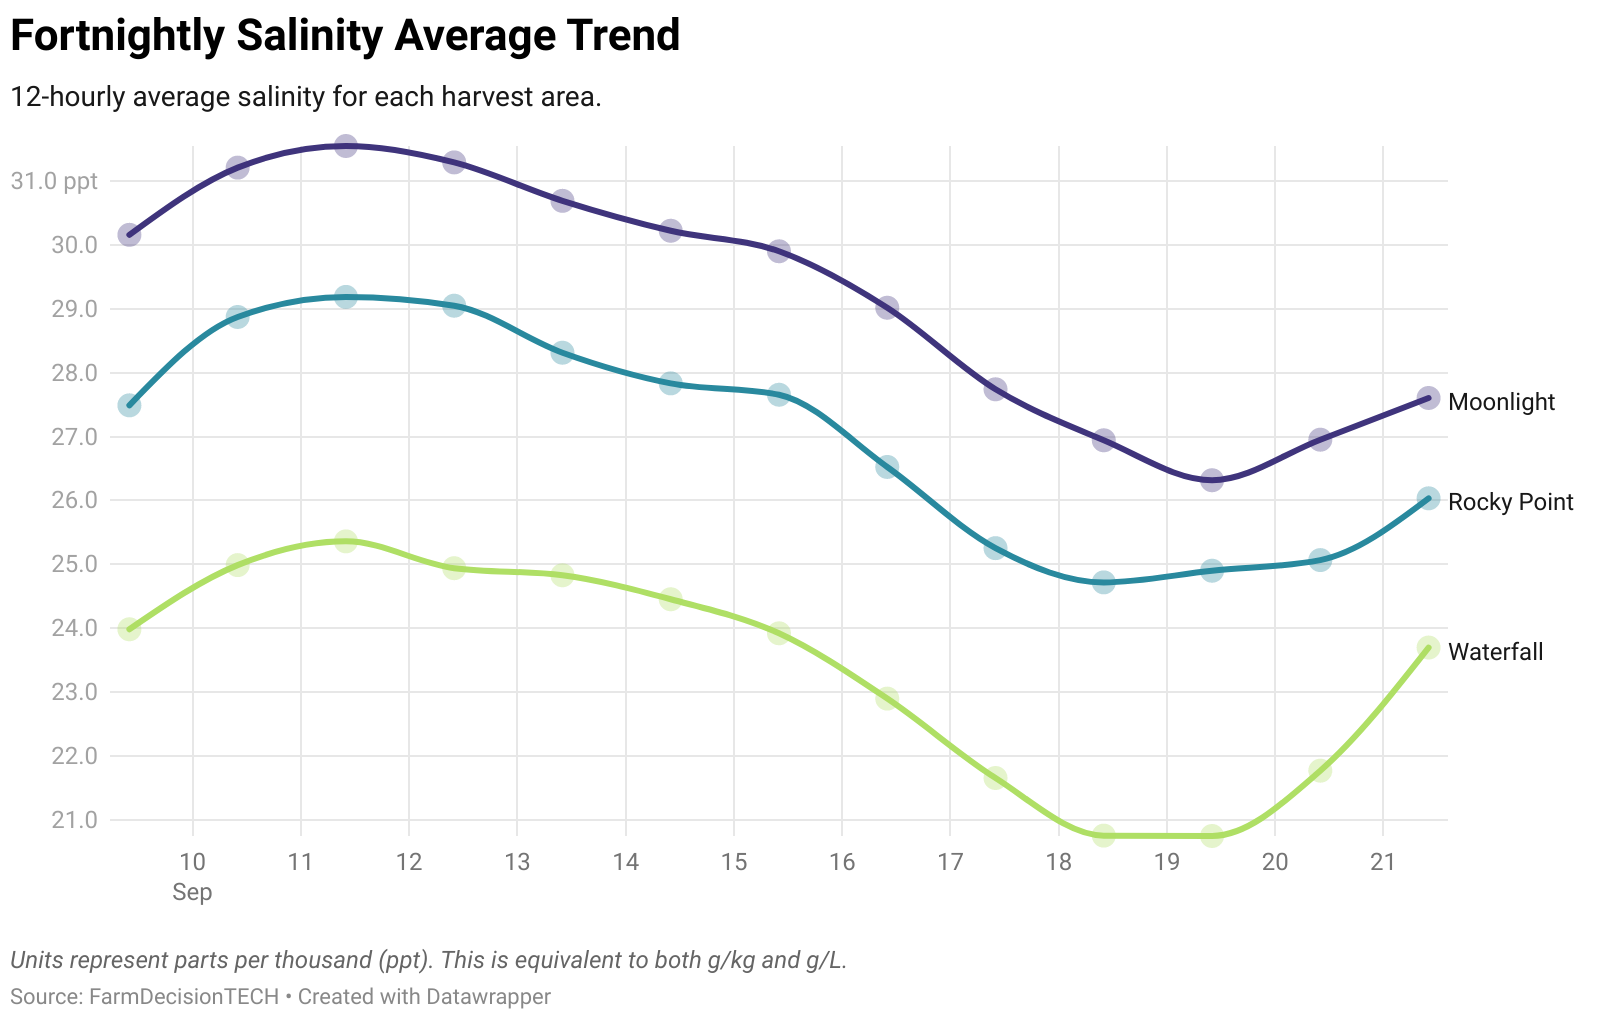 Fortnightly Salinity Average Trend
12-hourly average salinity for each harvest area.
31.0 ppt
30.0
29.0
28.0
27.0
26.0
25.0
24.0
23.0
22.0
21.0
Moonlight
Rocky Point
Waterfall
10 11 12 13 14 15 16 17 18 19 20 21
Sep
Units represent parts per thousand (ppt). This is equivalent to both g/kg and g/L.
Source: FarmDecisionTECH • Created with Datawrapper